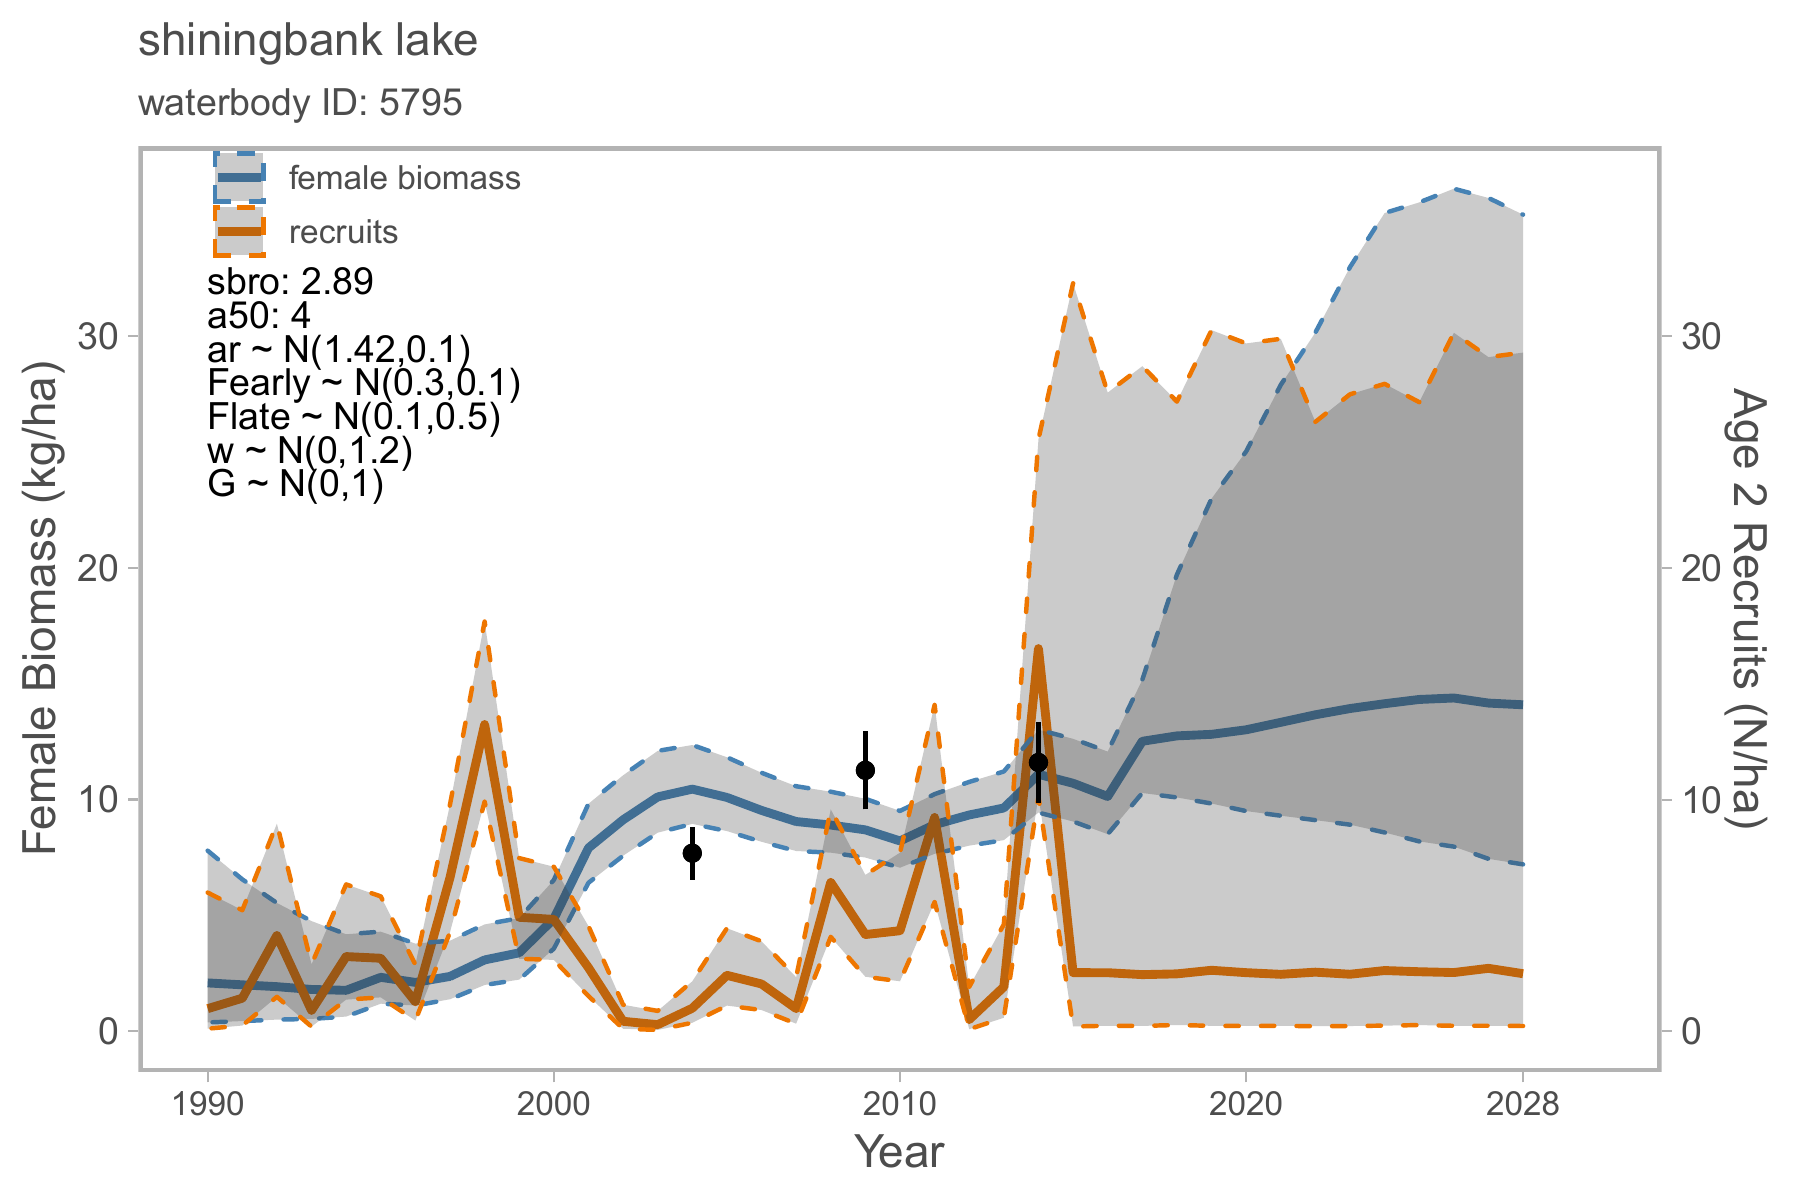 shiningbank lake
waterbody ID: 5795
female biomass
recruits
sbro: 2.89
a50: 4
ar ~ N(1.42,0.1)
Fearly ~ N(0.3,0.1)
Flate ~ N(0.1,0.5)
w ~ N(0,1.2)
G ~ N(0,1)
Female Biomass (kg/ha)
30
20
10
0
30
20
10
0
Age 2 Recruits (N/ha)
1990 2000 2010 2020 2028
Year